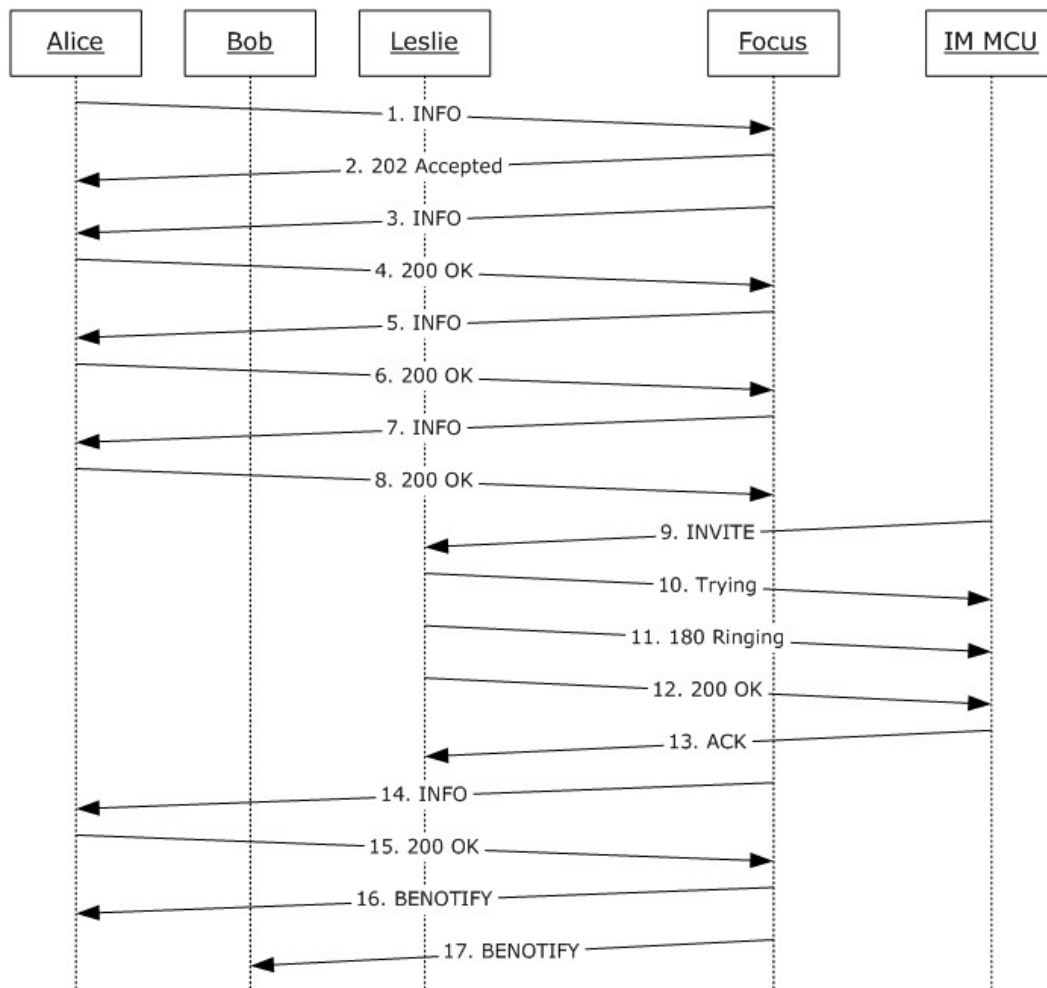 Alice
Bob
Leslie
Focus
IM MCU
1. INFO
2. 202 Accepted
3. INFO
4. 200 OK
5. INFO
6. 200 OK
7. INFO
8. 200 OK
9. INVITE
10. Trying
11. 180 Ringing
12. 200 OK
13. ACK
14. INFO
15. 200 OK
16. BENOTIFY
17. BENOTIFY